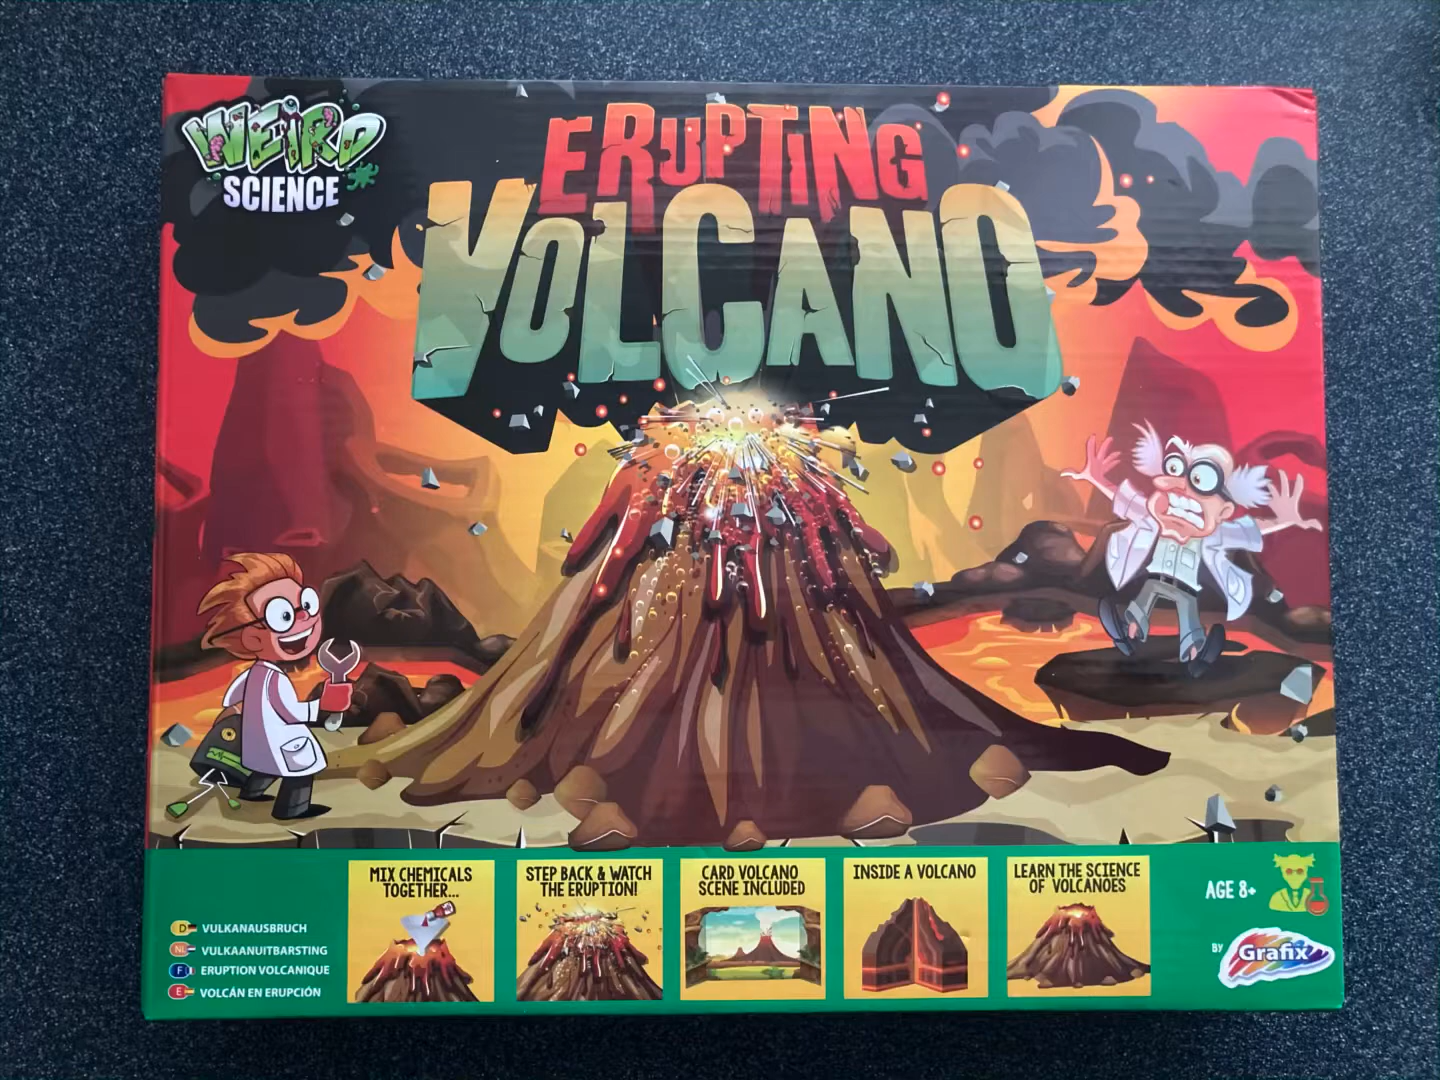 WEIRD
SCIENCE
ERUPTING
VOLCANO
MIX CHEMICALS
TOGETHER...
STEP BACK & WATCH
THE ERUPTION!
CARD VOLCANO
SCENE INCLUDED
INSIDE A VOLCANO
LEARN THE SCIENCE
OF VOLCANOES
D VULKANAUSBRUCH
NL VULKAANUITBARSTING
F ERUPTION VOLCANIQUE
E VOLCÁN EN ERUPCIÓN
AGE 8+
BY Grafix